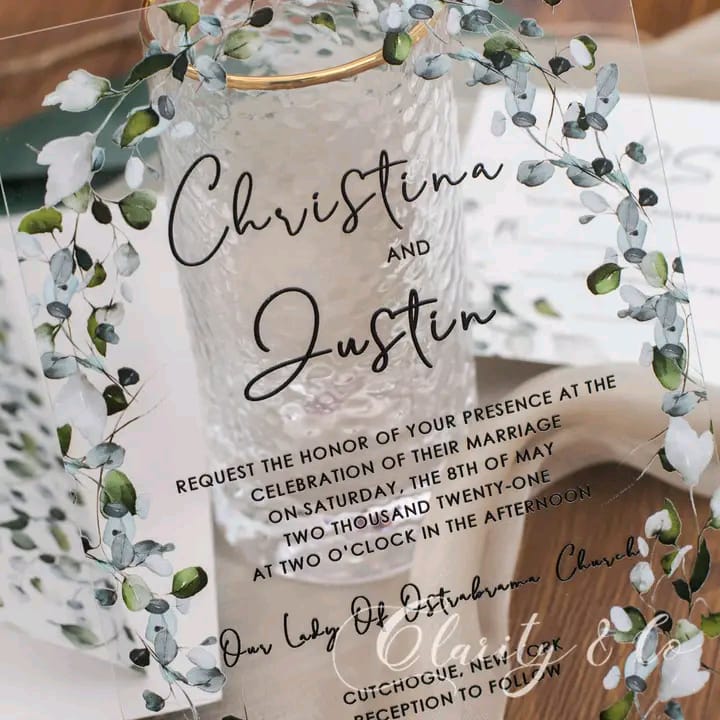 Christina
AND
Justin
REQUEST THE HONOR OF YOUR PRESENCE AT THE
CELEBRATION OF THEIR MARRIAGE
ON SATURDAY, THE 8TH OF MAY
TWO THOUSAND TWENTY-ONE
AT TWO O'CLOCK IN THE AFTERNOON
Our Lady Of Ostrabrama Church
Clarity & Co
CUTCHOGUE, NEW YORK
RECEPTION TO FOLLOW